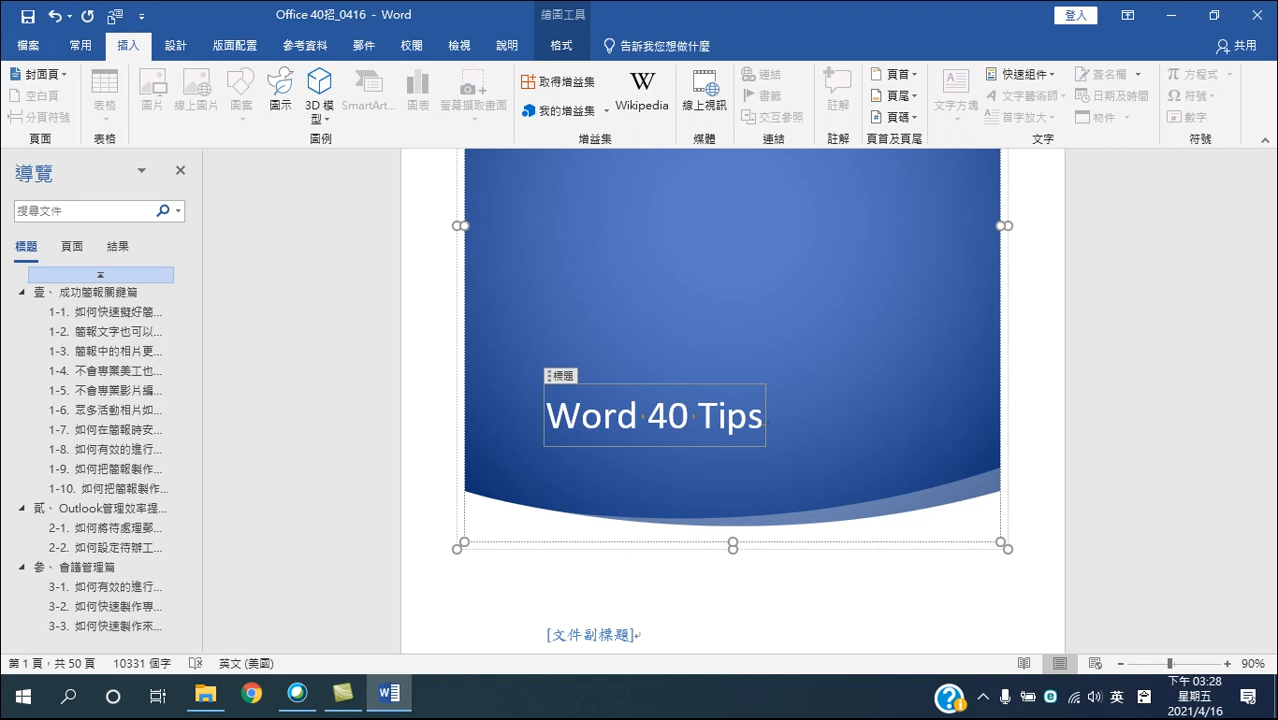 Office 40招_0416 - Word
繪圖工具
登入
檔案 常用 插入 設計 版面配置 參考資料 郵件 校閱 檢視 說明 格式 告訴我您想做什麼 共用
封面頁
空白頁
分頁符號
頁面
表格
表格
圖片
線上圖片
圖案
圖示
3D 模型
SmartArt...
圖表
螢幕擷取畫面
圖例
取得增益集
我的增益集
W
Wikipedia
增益集
線上視訊
媒體
連結
書籤
交互參照
連結
註解
註解
頁首
頁尾
頁碼
頁首及頁尾
文字方塊
快速組件
文字藝術師
首字放大
簽名欄
日期及時間
物件
文字
方程式
符號
數字
符號
導覽
搜尋文件
標題 頁面 結果
壹、 成功簡報關鍵篇
1-1. 如何快速擬好簡...
1-2. 簡報文字也可以...
1-3. 簡報中的相片更...
1-4. 不會專業美工也...
1-5. 不會專業影片編...
1-6. 眾多活動相片如...
1-7. 如何在簡報時安...
1-8. 如何有效的進行...
1-9. 如何把簡報製作...
1-10. 如何把簡報製作...
貳、 Outlook管理效率提...
2-1. 如何將待處理郵...
2-2. 如何設定待辦工...
參、 會議管理篇
3-1. 如何有效的進行...
3-2. 如何快速製作專...
3-3. 如何快速製作來...
標題
Word 40 Tips
[文件副標題]
第 1 頁，共 50 頁 10331 個字 英文 (美國) 90%
英
下午 03:28
星期五
2021/4/16